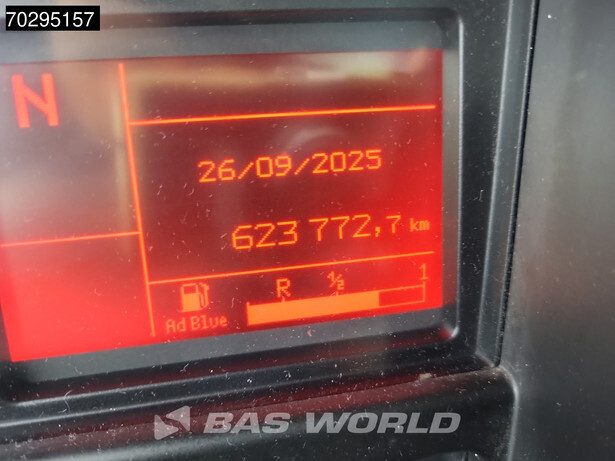 70295157
N
26/09/2025
623 772,7 km
R ½ 1
Ad Blue
BAS WORLD